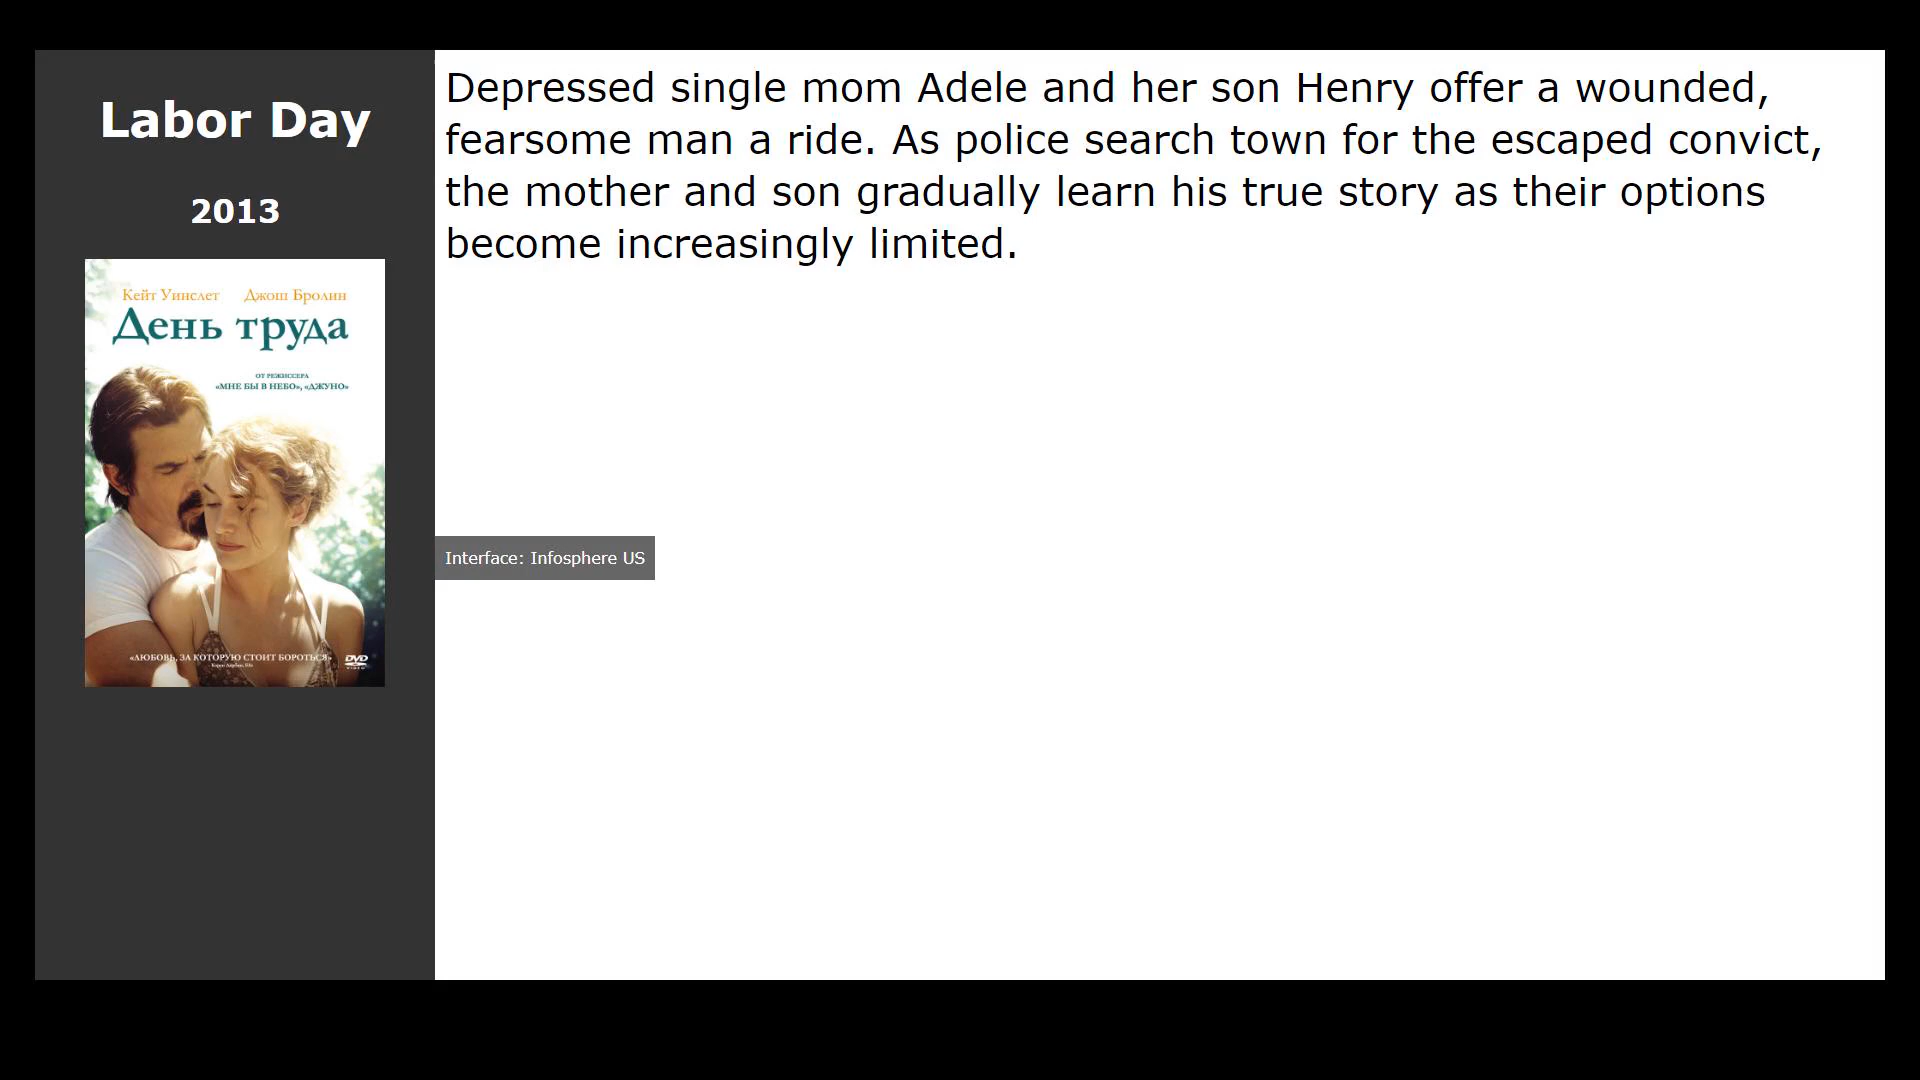 Labor Day
2013
Кейт Уинслет Джош Бролин
День труда
ОТ РЕЖИССЕРА
«МНЕ БЫ В НЕБО», «ДЖУНО»
«ЛЮБОВЬ, ЗА КОТОРУЮ СТОИТ БОРОТЬСЯ»
DVD
VIDEO
Depressed single mom Adele and her son Henry offer a wounded,
fearsome man a ride. As police search town for the escaped convict,
the mother and son gradually learn his true story as their options
become increasingly limited.
Interface: Infosphere US